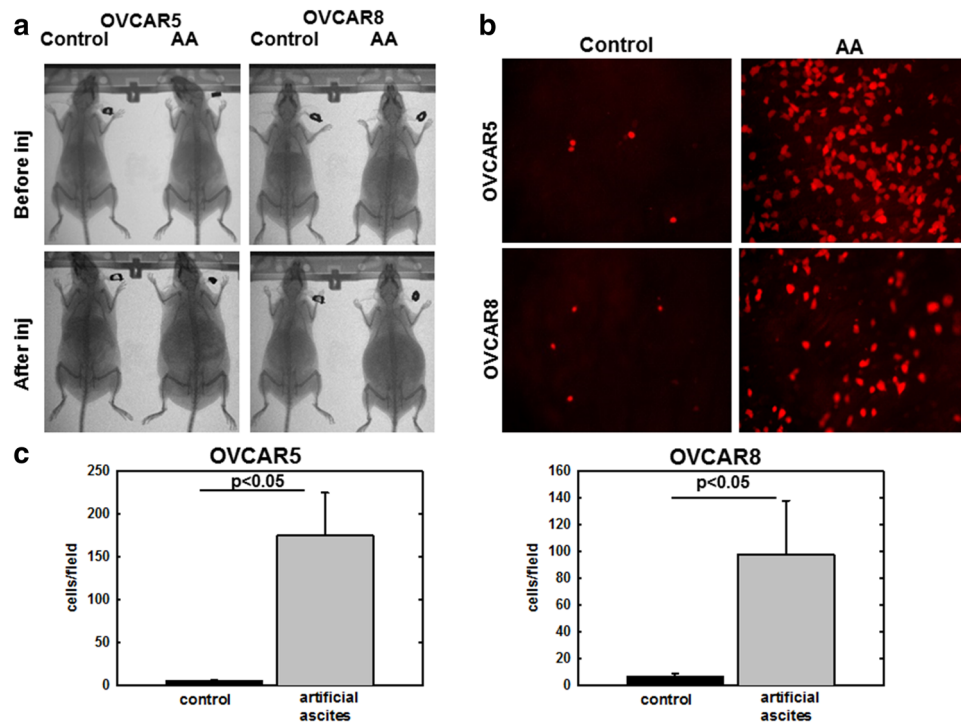 a
OVCAR5
OVCAR8
Control
AA
Control
AA
Before inj
After inj
b
Control
AA
OVCAR5
OVCAR8
c
OVCAR5
250
200
150
100
50
0
cells/field
p<0.05
control
artificial
ascites
OVCAR8
160
140
120
100
80
60
40
20
0
cells/field
p<0.05
control
artificial
ascites